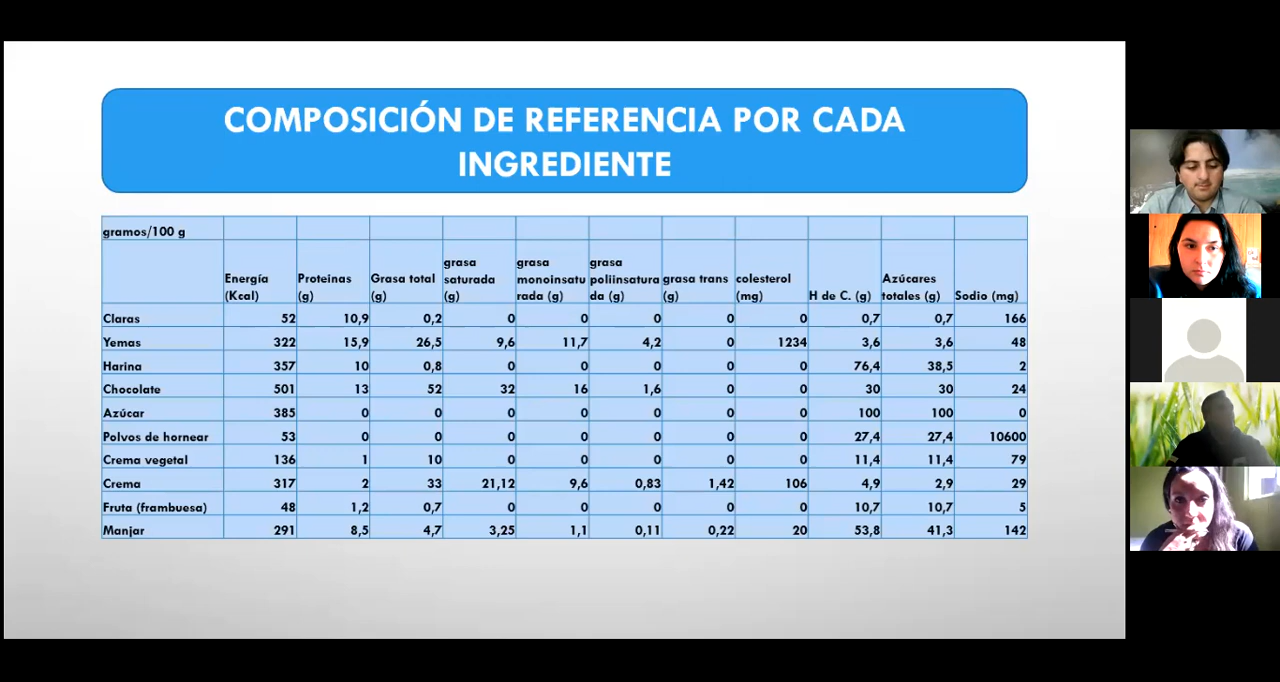 COMPOSICIÓN DE REFERENCIA POR CADA
INGREDIENTE
gramos/100 g
Energía (Kcal) Proteinas (g) Grasa total (g) grasa saturada (g) grasa monoinsaturada (g) grasa poliinsaturada (g) grasa trans (g) colesterol (mg) H de C. (g) Azúcares totales (g) Sodio (mg)
Claras 52 10,9 0,2 0 0 0 0 0 0,7 0,7 166
Yemas 322 15,9 26,5 9,6 11,7 4,2 0 1234 3,6 3,6 48
Harina 357 10 0,8 0 0 0 0 0 76,4 38,5 2
Chocolate 501 13 52 32 16 1,6 0 0 30 30 24
Azúcar 385 0 0 0 0 0 0 0 100 100 0
Polvos de hornear 53 0 0 0 0 0 0 0 27,4 27,4 10600
Crema vegetal 136 1 10 0 0 0 0 0 11,4 11,4 79
Crema 317 2 33 21,12 9,6 0,83 1,42 106 4,9 2,9 29
Fruta (frambuesa) 48 1,2 0,7 0 0 0 0 0 10,7 10,7 5
Manjar 291 8,5 4,7 3,25 1,1 0,11 0,22 20 53,8 41,3 142